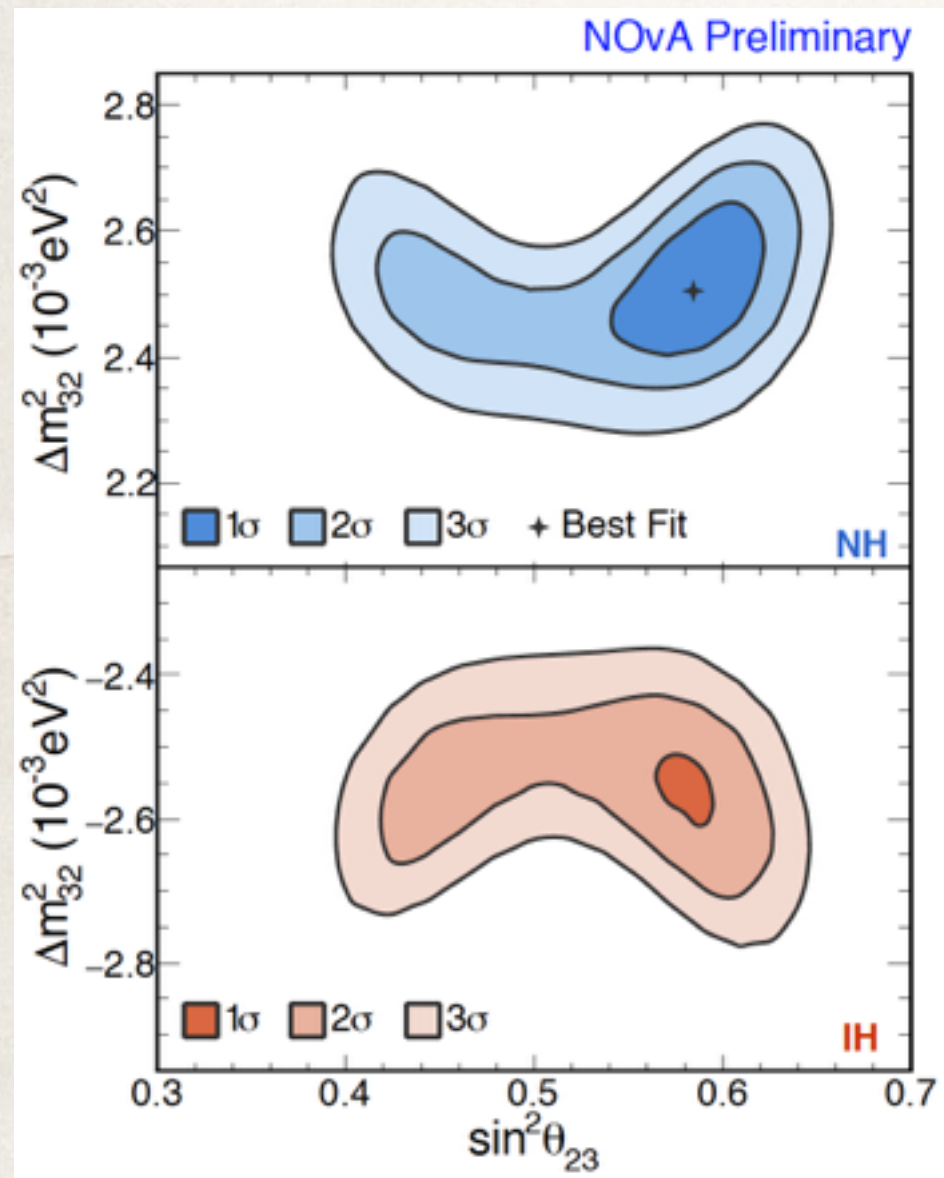 NOvA Preliminary
Δm²₃₂ (10⁻³eV²)
2.8
2.6
2.4
2.2
1σ 2σ 3σ Best Fit
NH
Δm²₃₂ (10⁻³eV²)
−2.4
−2.6
−2.8
1σ 2σ 3σ
IH
0.3 0.4 0.5 0.6 0.7
sin²θ₂₃